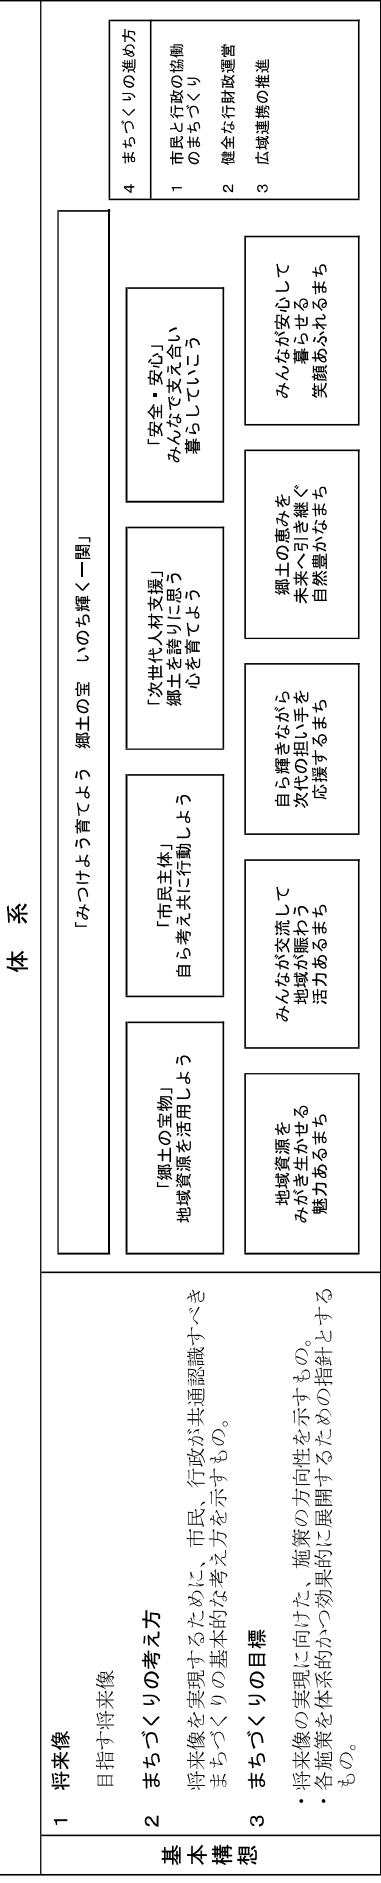 体　系
基本構想
1　将来像
目指す将来像
2　まちづくりの考え方
将来像を実現するために、市民、行政が共通認識すべき
まちづくりの基本的な考え方を示すもの。
3　まちづくりの目標
・将来像の実現に向けた、施策の方向性を示すもの。
・各施策を体系的かつ効果的に展開するための指針とする
もの。
「みつけよう育てよう　郷土の宝　いのち輝く一関」
「郷土の宝物」
地域資源を活用しよう
「市民主体」
自ら考え共に行動しよう
「次世代人材支援」
郷土を誇りに思う
心を育てよう
「安全・安心」
みんなで支え合い
暮らしていこう
地域資源を
みがき生かせる
魅力あるまち
みんなが交流して
地域が賑わう
活力あるまち
自ら輝きながら
次代の担い手を
応援するまち
郷土の恵みを
未来へ引き継ぐ
自然豊かなまち
みんなが安心して
暮らせる
笑顔あふれるまち
4　まちづくりの進め方
1　市民と行政の協働
のまちづくり
2　健全な行財政運営
3　広域連携の推進